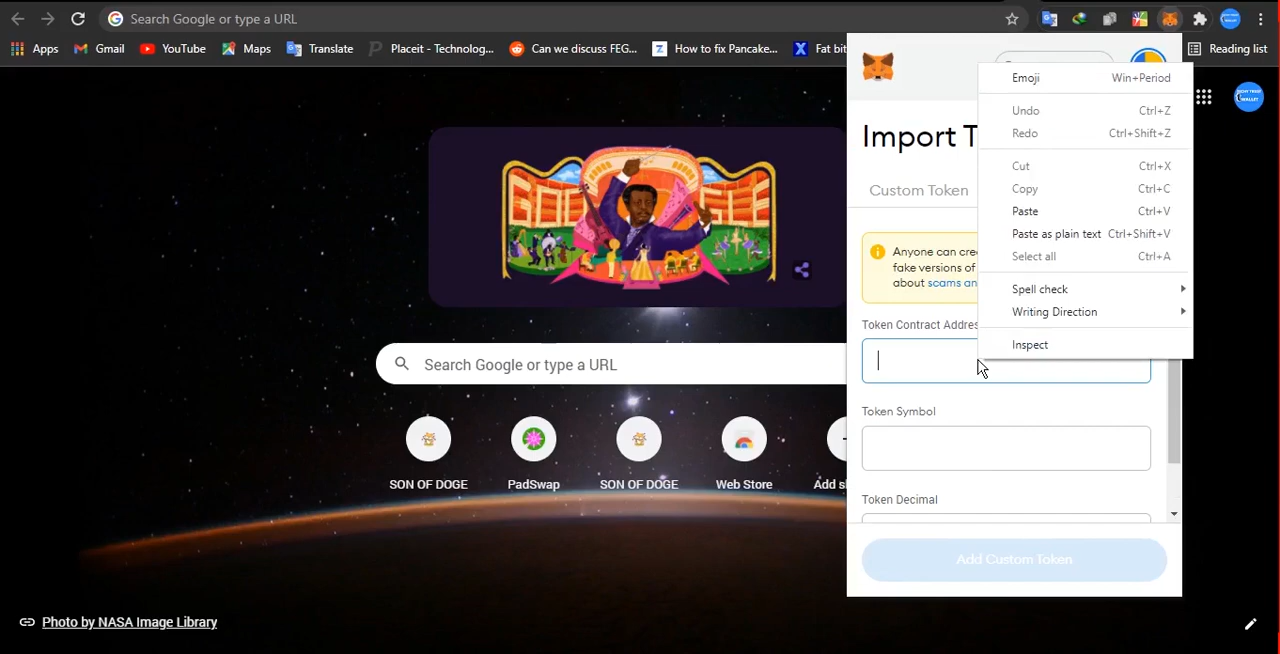 Search Google or type a URL
Apps
Gmail
YouTube
Maps
Translate
Placeit - Technolog...
Can we discuss FEG...
How to fix Pancake...
Fat bit
Reading list
Import T
Custom Token
Anyone can cre
fake versions of
about scams an
Token Contract Addres
Token Symbol
Token Decimal
Add Custom Token
Emoji Win+Period
Undo Ctrl+Z
Redo Ctrl+Shift+Z
Cut Ctrl+X
Copy Ctrl+C
Paste Ctrl+V
Paste as plain text Ctrl+Shift+V
Select all Ctrl+A
Spell check
Writing Direction
Inspect
Search Google or type a URL
SON OF DOGE
PadSwap
SON OF DOGE
Web Store
Add s
Photo by NASA Image Library